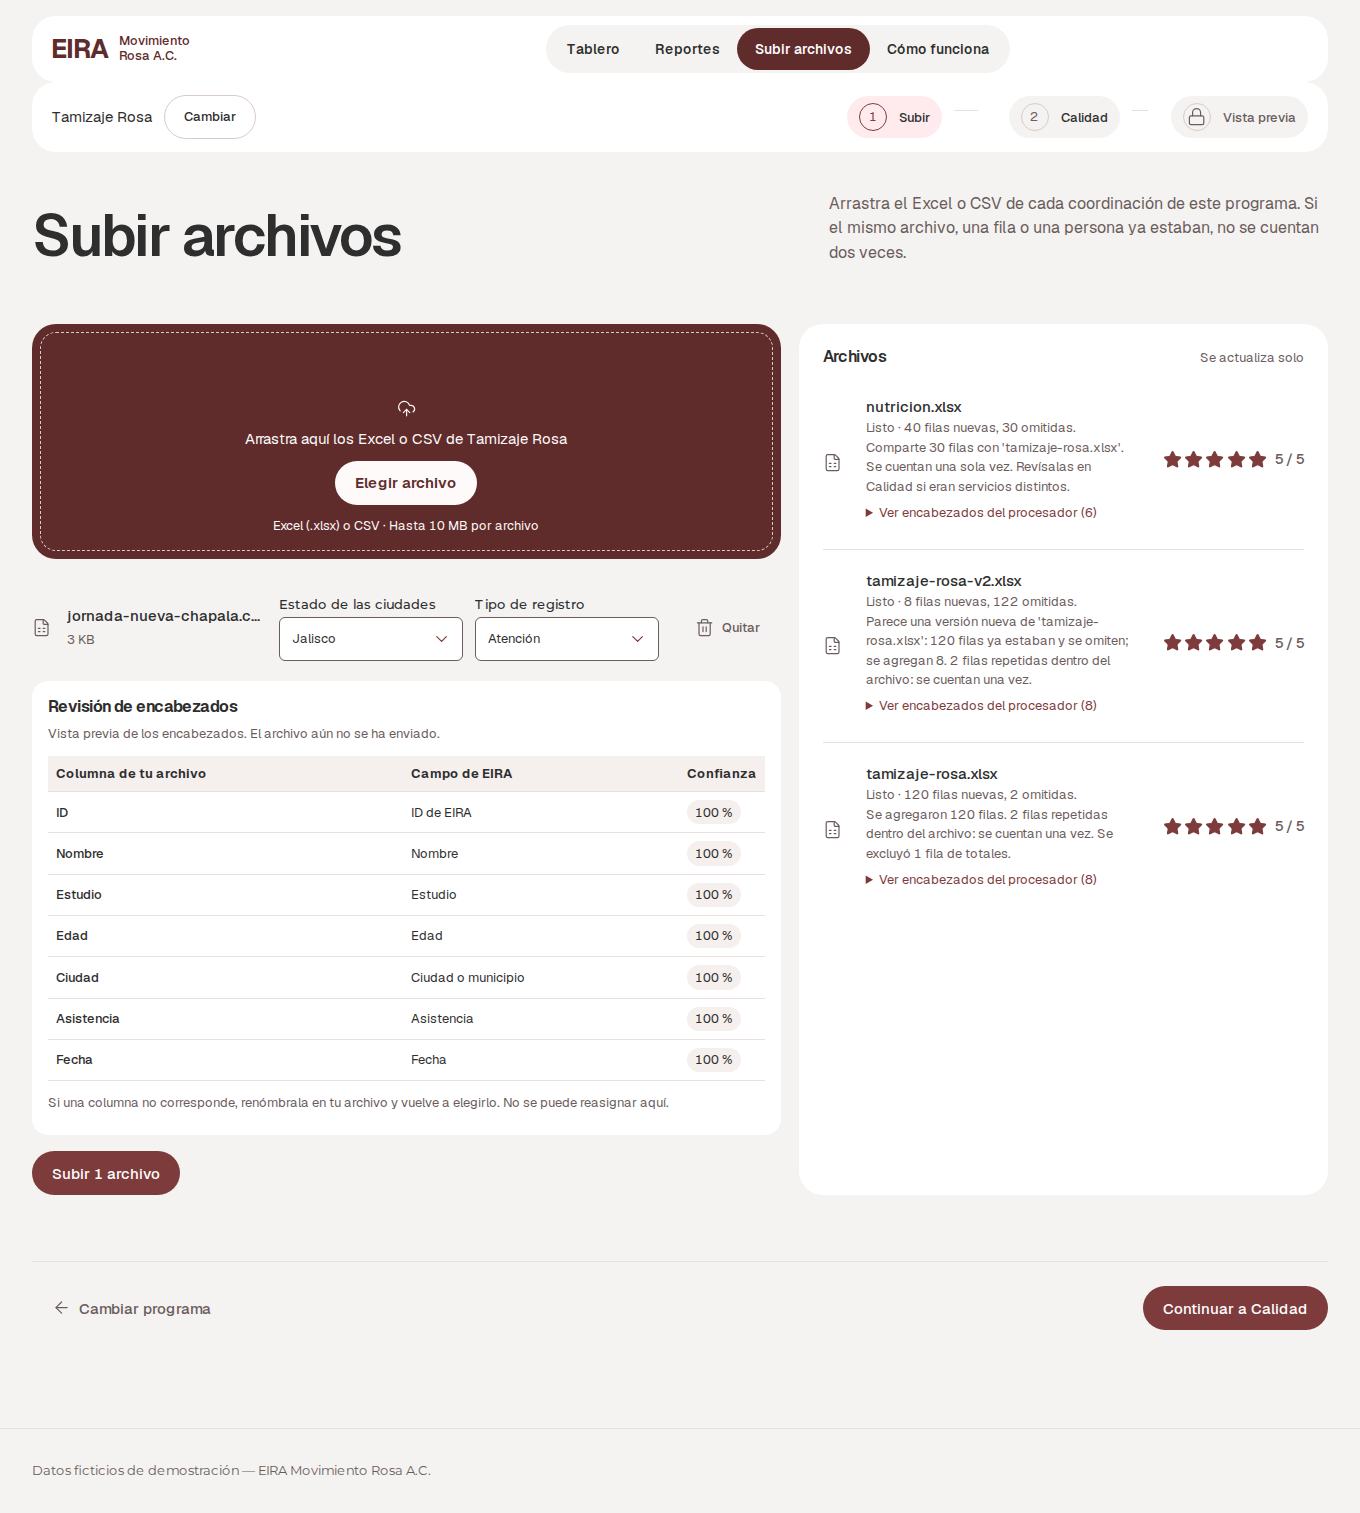 EIRA
Movimiento
Rosa A.C.
Tablero
Reportes
Subir archivos
Cómo funciona
Tamizaje Rosa
Cambiar
1
Subir
2
Calidad
Vista previa
Subir archivos
Arrastra el Excel o CSV de cada coordinación de este programa. Si
el mismo archivo, una fila o una persona ya estaban, no se cuentan
dos veces.
Arrastra aquí los Excel o CSV de Tamizaje Rosa
Elegir archivo
Excel (.xlsx) o CSV · Hasta 10 MB por archivo
jornada-nueva-chapala.c...
3 KB
Estado de las ciudades
Jalisco
Tipo de registro
Atención
Quitar
Revisión de encabezados
Vista previa de los encabezados. El archivo aún no se ha enviado.
Columna de tu archivo
Campo de EIRA
Confianza
ID
ID de EIRA
100 %
Nombre
Nombre
100 %
Estudio
Estudio
100 %
Edad
Edad
100 %
Ciudad
Ciudad o municipio
100 %
Asistencia
Asistencia
100 %
Fecha
Fecha
100 %
Si una columna no corresponde, renómbrala en tu archivo y vuelve a elegirlo. No se puede reasignar aquí.
Subir 1 archivo
Archivos
Se actualiza solo
nutricion.xlsx
Listo · 40 filas nuevas, 30 omitidas.
Comparte 30 filas con 'tamizaje-rosa.xlsx'.
Se cuentan una sola vez. Revísalas en
Calidad si eran servicios distintos.
Ver encabezados del procesador (6)
5 / 5
tamizaje-rosa-v2.xlsx
Listo · 8 filas nuevas, 122 omitidas.
Parece una versión nueva de 'tamizaje-
rosa.xlsx': 120 filas ya estaban y se omiten;
se agregan 8. 2 filas repetidas dentro del
archivo: se cuentan una vez.
Ver encabezados del procesador (8)
5 / 5
tamizaje-rosa.xlsx
Listo · 120 filas nuevas, 2 omitidas.
Se agregaron 120 filas. 2 filas repetidas
dentro del archivo: se cuentan una vez. Se
excluyó 1 fila de totales.
Ver encabezados del procesador (8)
5 / 5
Cambiar programa
Continuar a Calidad
Datos ficticios de demostración — EIRA Movimiento Rosa A.C.